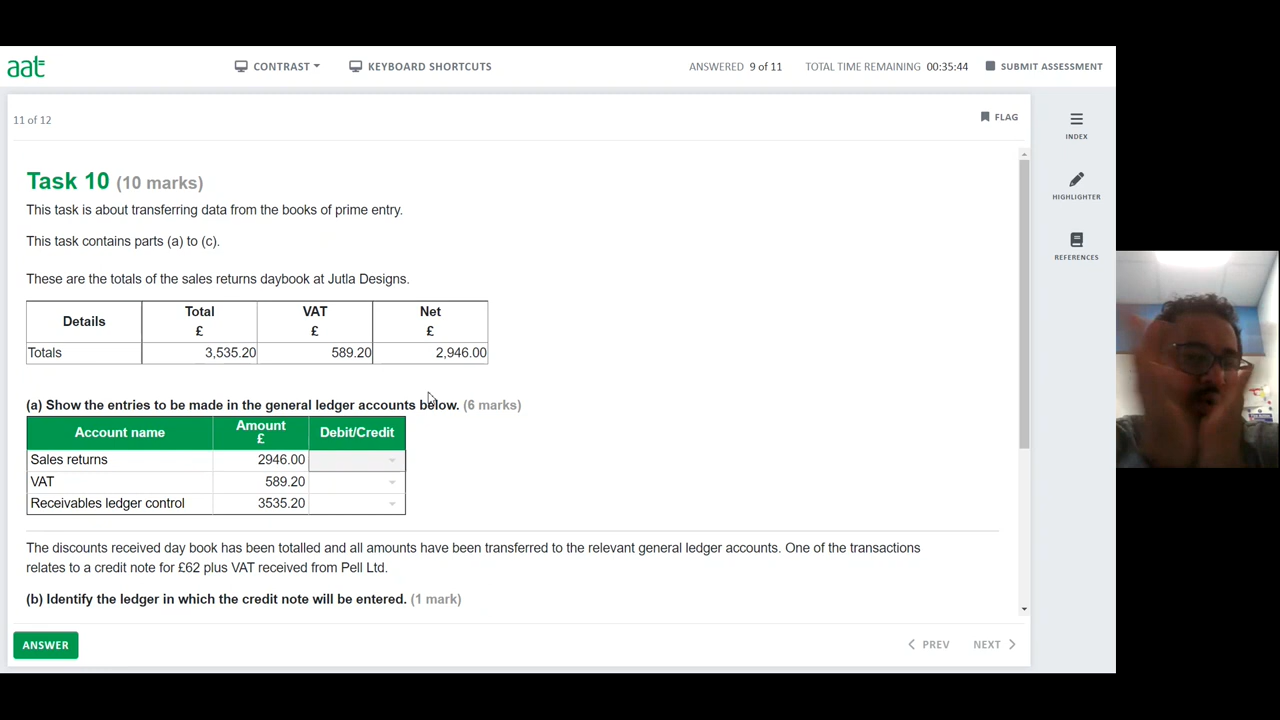 aat
CONTRAST
KEYBOARD SHORTCUTS
ANSWERED 9 of 11
TOTAL TIME REMAINING 00:35:44
SUBMIT ASSESSMENT
11 of 12
FLAG
INDEX
HIGHLIGHTER
REFERENCES
Task 10 (10 marks)
This task is about transferring data from the books of prime entry.
This task contains parts (a) to (c).
These are the totals of the sales returns daybook at Jutla Designs.
Details Total £ VAT £ Net £
Totals 3,535.20 589.20 2,946.00
(a) Show the entries to be made in the general ledger accounts below. (6 marks)
Account name Amount £ Debit/Credit
Sales returns 2946.00
VAT 589.20
Receivables ledger control 3535.20
The discounts received day book has been totalled and all amounts have been transferred to the relevant general ledger accounts. One of the transactions
relates to a credit note for £62 plus VAT received from Pell Ltd.
(b) Identify the ledger in which the credit note will be entered. (1 mark)
ANSWER
PREV
NEXT